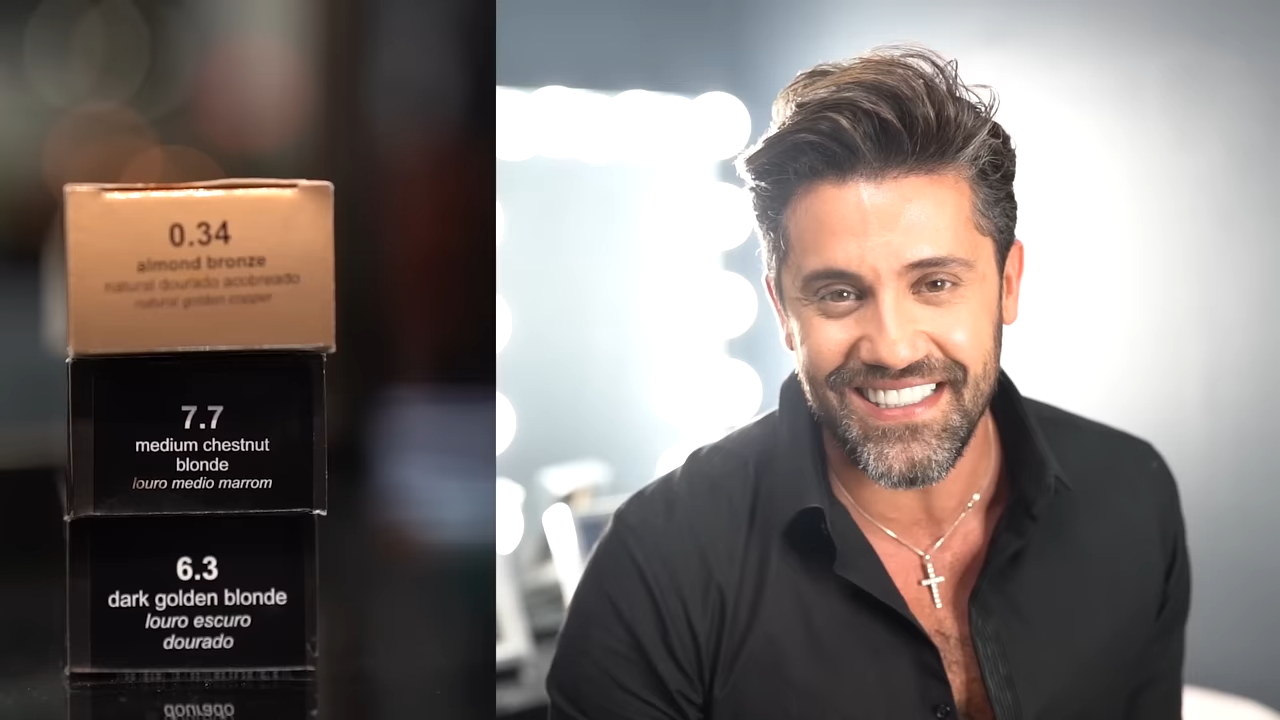 0.34
almond bronze
natural dourado acobreado
natural golden copper
7.7
medium chestnut
blonde
louro medio marrom
6.3
dark golden blonde
louro escuro
dourado
dourado